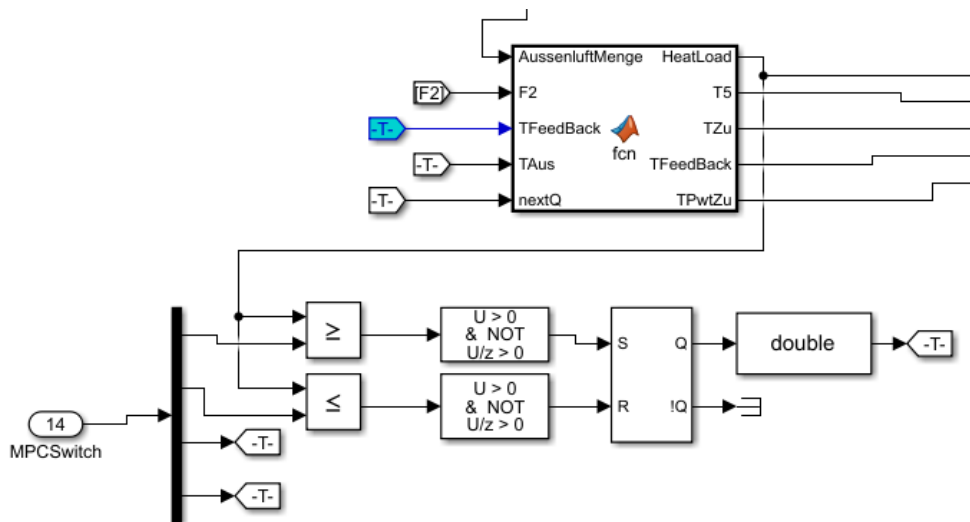 AussenluftMenge HeatLoad
[F2] F2 T5
-T- TFeedBack TZu
fcn
-T- TAus TFeedBack
-T- nextQ TPwtZu
≥
U > 0
& NOT
U/z > 0
S Q
double
-T-
≤
U > 0
& NOT
U/z > 0
R !Q
14
MPCSwitch
-T-
-T-